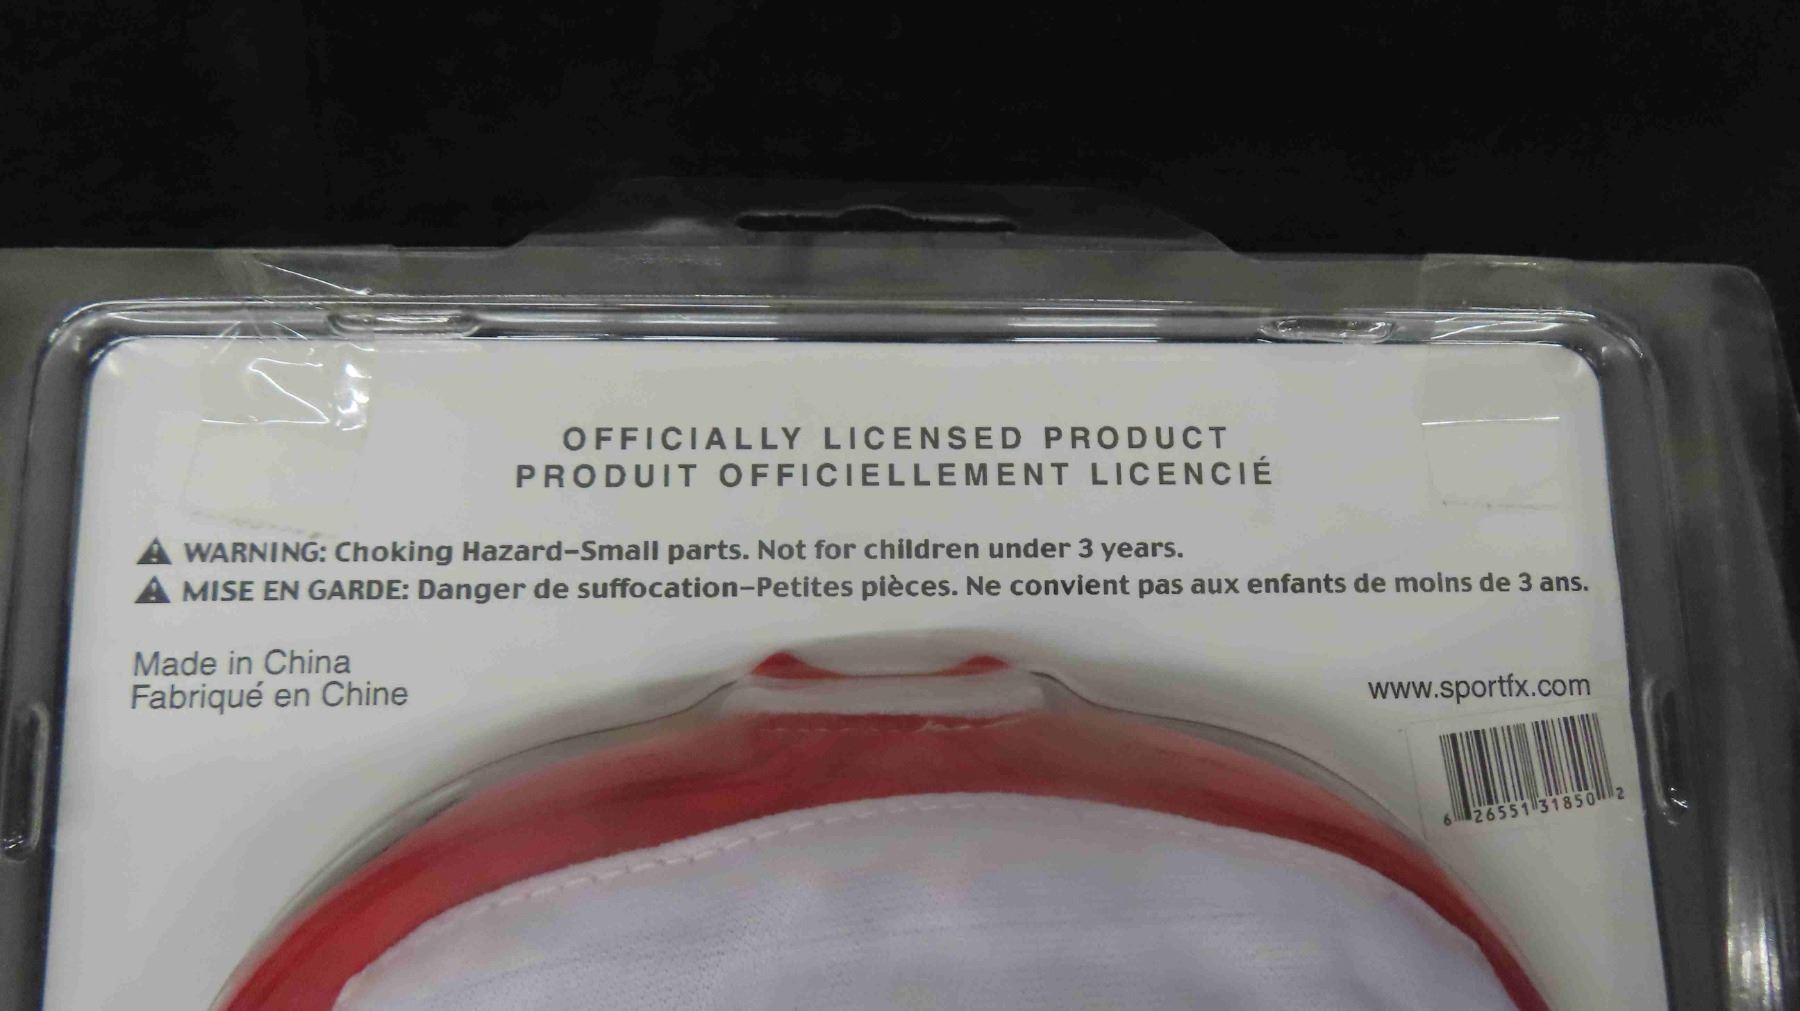 OFFICIALLY LICENSED PRODUCT
PRODUIT OFFICIELLEMENT LICENCIÉ
WARNING: Choking Hazard–Small parts. Not for children under 3 years.
MISE EN GARDE: Danger de suffocation–Petites pièces. Ne convient pas aux enfants de moins de 3 ans.
Made in China
Fabriqué en Chine
www.sportfx.com
6 26551 31850 2